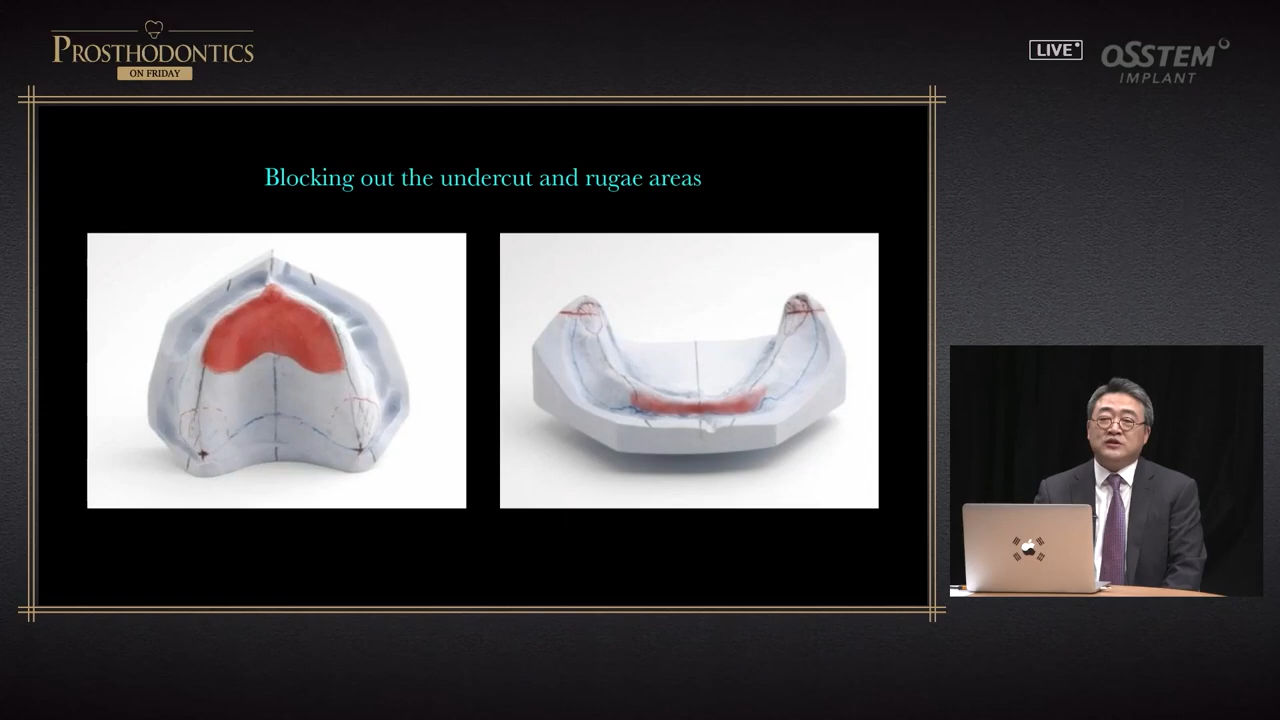 PROSTHODONTICS
ON FRIDAY
LIVE
OSSTEM
IMPLANT
Blocking out the undercut and rugae areas